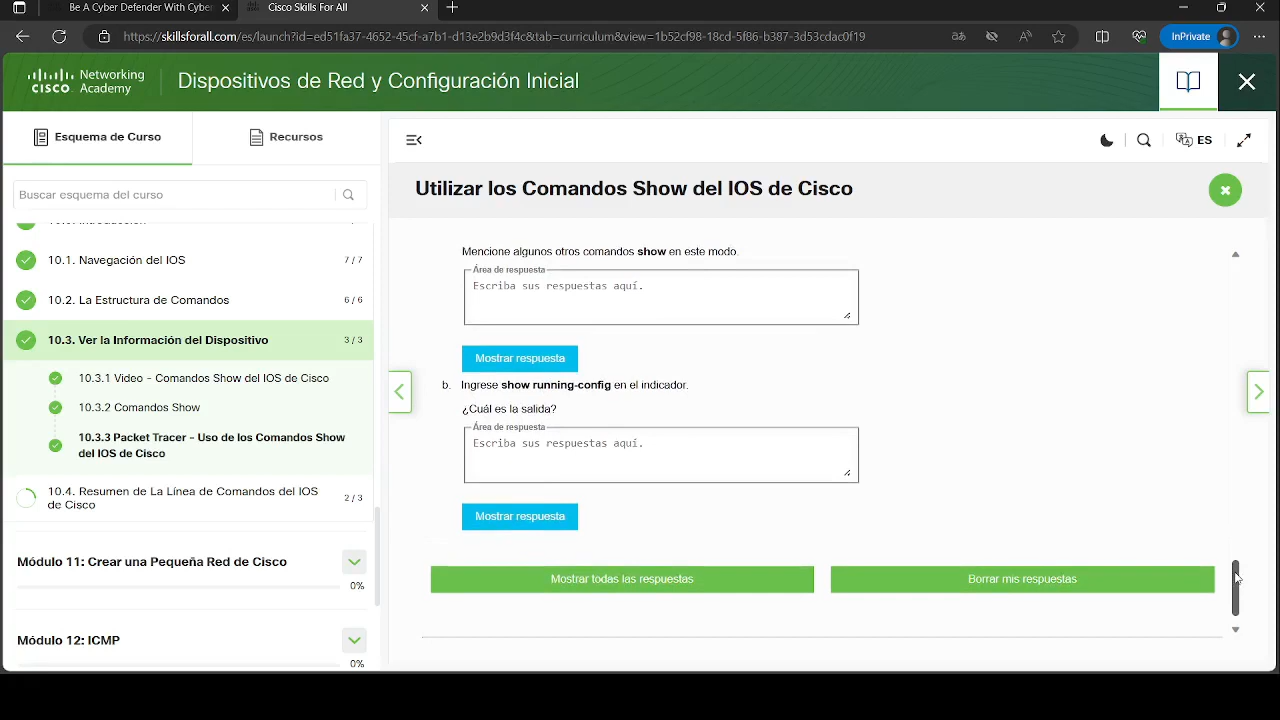 Be A Cyber Defender With Cyber
Cisco Skills For All
https://skillsforall.com/es/launch?id=ed51fa37-4652-45cf-a7b1-d13e2b9d3f4c&tab=curriculum&view=1b52cf98-18cd-5f86-b387-3d53cdac0f19
InPrivate
Networking
CISCO Academy
Dispositivos de Red y Configuración Inicial
Esquema de Curso
Recursos
ES
Buscar esquema del curso
Utilizar los Comandos Show del IOS de Cisco
10.1. Navegación del IOS 7 / 7
10.2. La Estructura de Comandos 6 / 6
10.3. Ver la Información del Dispositivo 3 / 3
10.3.1 Video - Comandos Show del IOS de Cisco
10.3.2 Comandos Show
10.3.3 Packet Tracer - Uso de los Comandos Show
del IOS de Cisco
10.4. Resumen de La Línea de Comandos del IOS
de Cisco 2 / 3
Módulo 11: Crear una Pequeña Red de Cisco
0%
Módulo 12: ICMP
0%
Mencione algunos otros comandos show en este modo.
Área de respuesta
Escriba sus respuestas aquí.
Mostrar respuesta
b. Ingrese show running-config en el indicador.
¿Cuál es la salida?
Área de respuesta
Escriba sus respuestas aquí.
Mostrar respuesta
Mostrar todas las respuestas
Borrar mis respuestas